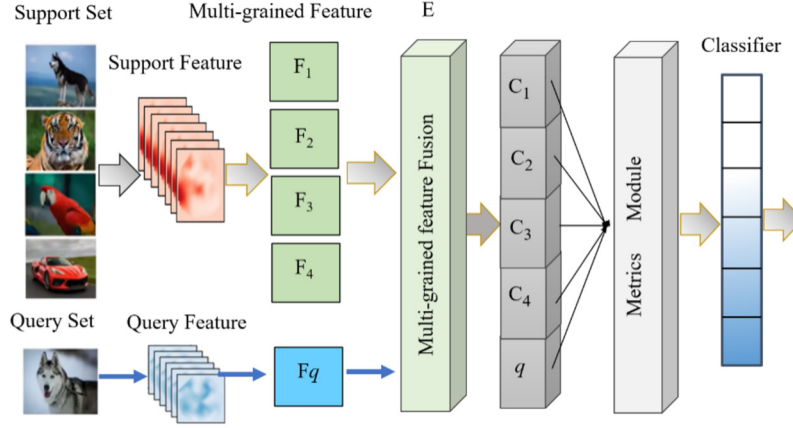 Support Set
Multi-grained Feature
E
Support Feature
Classifier
F1
F2
F3
F4
Multi-grained feature Fusion
C1
C2
C3
C4
q
Metrics Module
Query Set
Query Feature
Fq